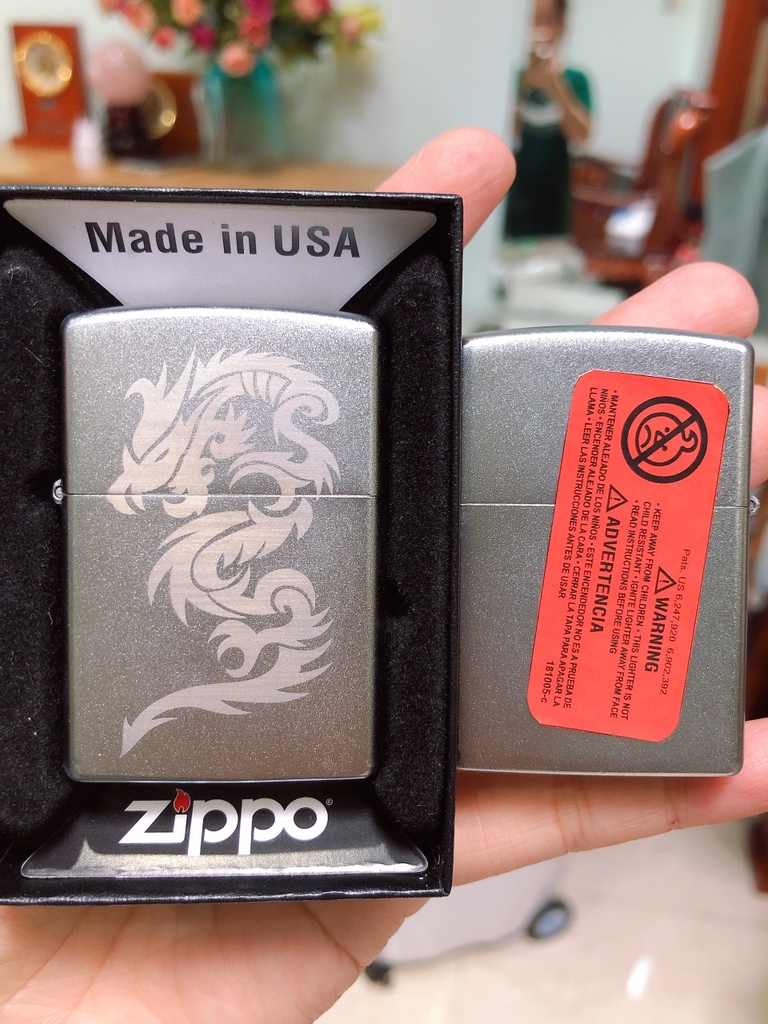 Made in USA
zippo®
Pats. US 6,247,920 6,902,392
⚠WARNING
• KEEP AWAY FROM CHILDREN • THIS LIGHTER IS NOT
CHILD RESISTANT • IGNITE LIGHTER AWAY FROM FACE
• READ INSTRUCTIONS BEFORE USING
⚠ADVERTENCIA
• MANTENER ALEJADO DE LOS NIÑOS • ESTE ENCENDEDOR NO ES A PRUEBA DE
NIÑOS • ENCENDER ALEJADO DE LA CARA • CERRAR LA TAPA PARA APAGAR LA
LLAMA • LEER LAS INSTRUCCIONES ANTES DE USAR
181005-c